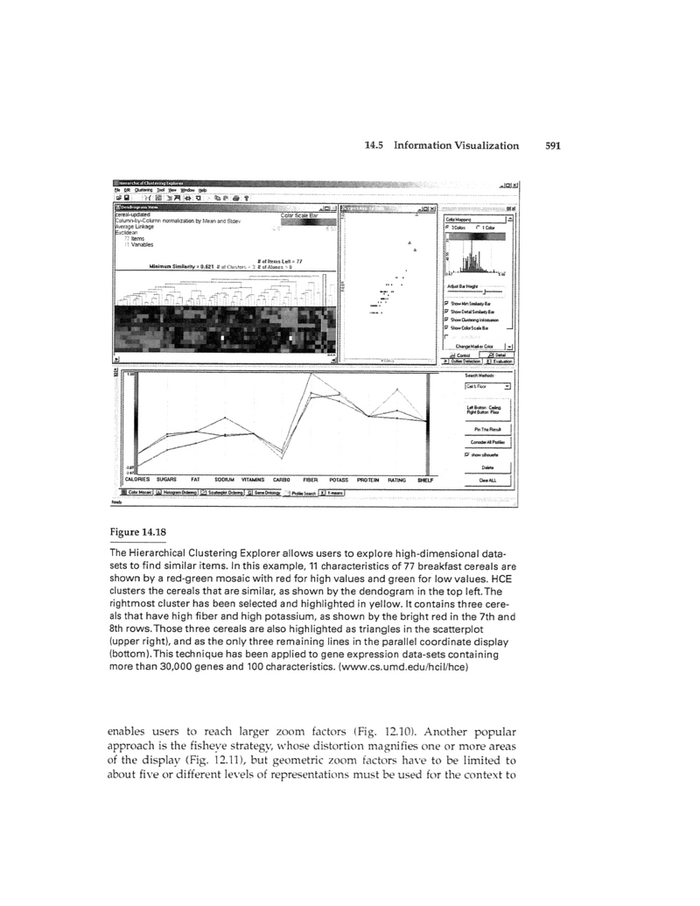 14.5 Information Visualization 591
Hierarchical Clustering Explorer
File Edit Clustering Tool View Window Help
Dendrogram View
cereal-updated
Column-by-Column normalization by Mean and Stdev
Average Linkage
Euclidean
77 Items
11 Variables
Color Scale Bar
# of Items Left = 77
Minimum Similarity = 0.621 # of Clusters = 3 # of Aloness = 6
Color Mapping
3 Colors 1 Color
Adjust Bar Height
Show Min Similarity Bar
Show Detail Similarity Bar
Show Clustering Information
Show Color Scale Bar
Change Marker Color
Control Detail
Evaluation
Search Methods
Left Button: Ceiling
Right Button: Floor
Pin This Result
Consider All Profiles
show silhouette
Delete
Clear ALL
CALORIES SUGARS FAT SODIUM VITAMINS CARBO FIBER POTASS PROTEIN RATING SHELF
Color Mosaic Histogram Ordering Scatterplot Ordering Gene Ontology Profile Search K-means
Ready
Figure 14.18
The Hierarchical Clustering Explorer allows users to explore high-dimensional data-
sets to find similar items. In this example, 11 characteristics of 77 breakfast cereals are
shown by a red-green mosaic with red for high values and green for low values. HCE
clusters the cereals that are similar, as shown by the dendogram in the top left. The
rightmost cluster has been selected and highlighted in yellow. It contains three cere-
als that have high fiber and high potassium, as shown by the bright red in the 7th and
8th rows. Those three cereals are also highlighted as triangles in the scatterplot
(upper right), and as the only three remaining lines in the parallel coordinate display
(bottom). This technique has been applied to gene expression data-sets containing
more than 30,000 genes and 100 characteristics. (www.cs.umd.edu/hcil/hce)
enables users to reach larger zoom factors (Fig. 12.10). Another popular
approach is the fisheye strategy, whose distortion magnifies one or more areas
of the display (Fig. 12.11), but geometric zoom factors have to be limited to
about five or different levels of representations must be used for the context to